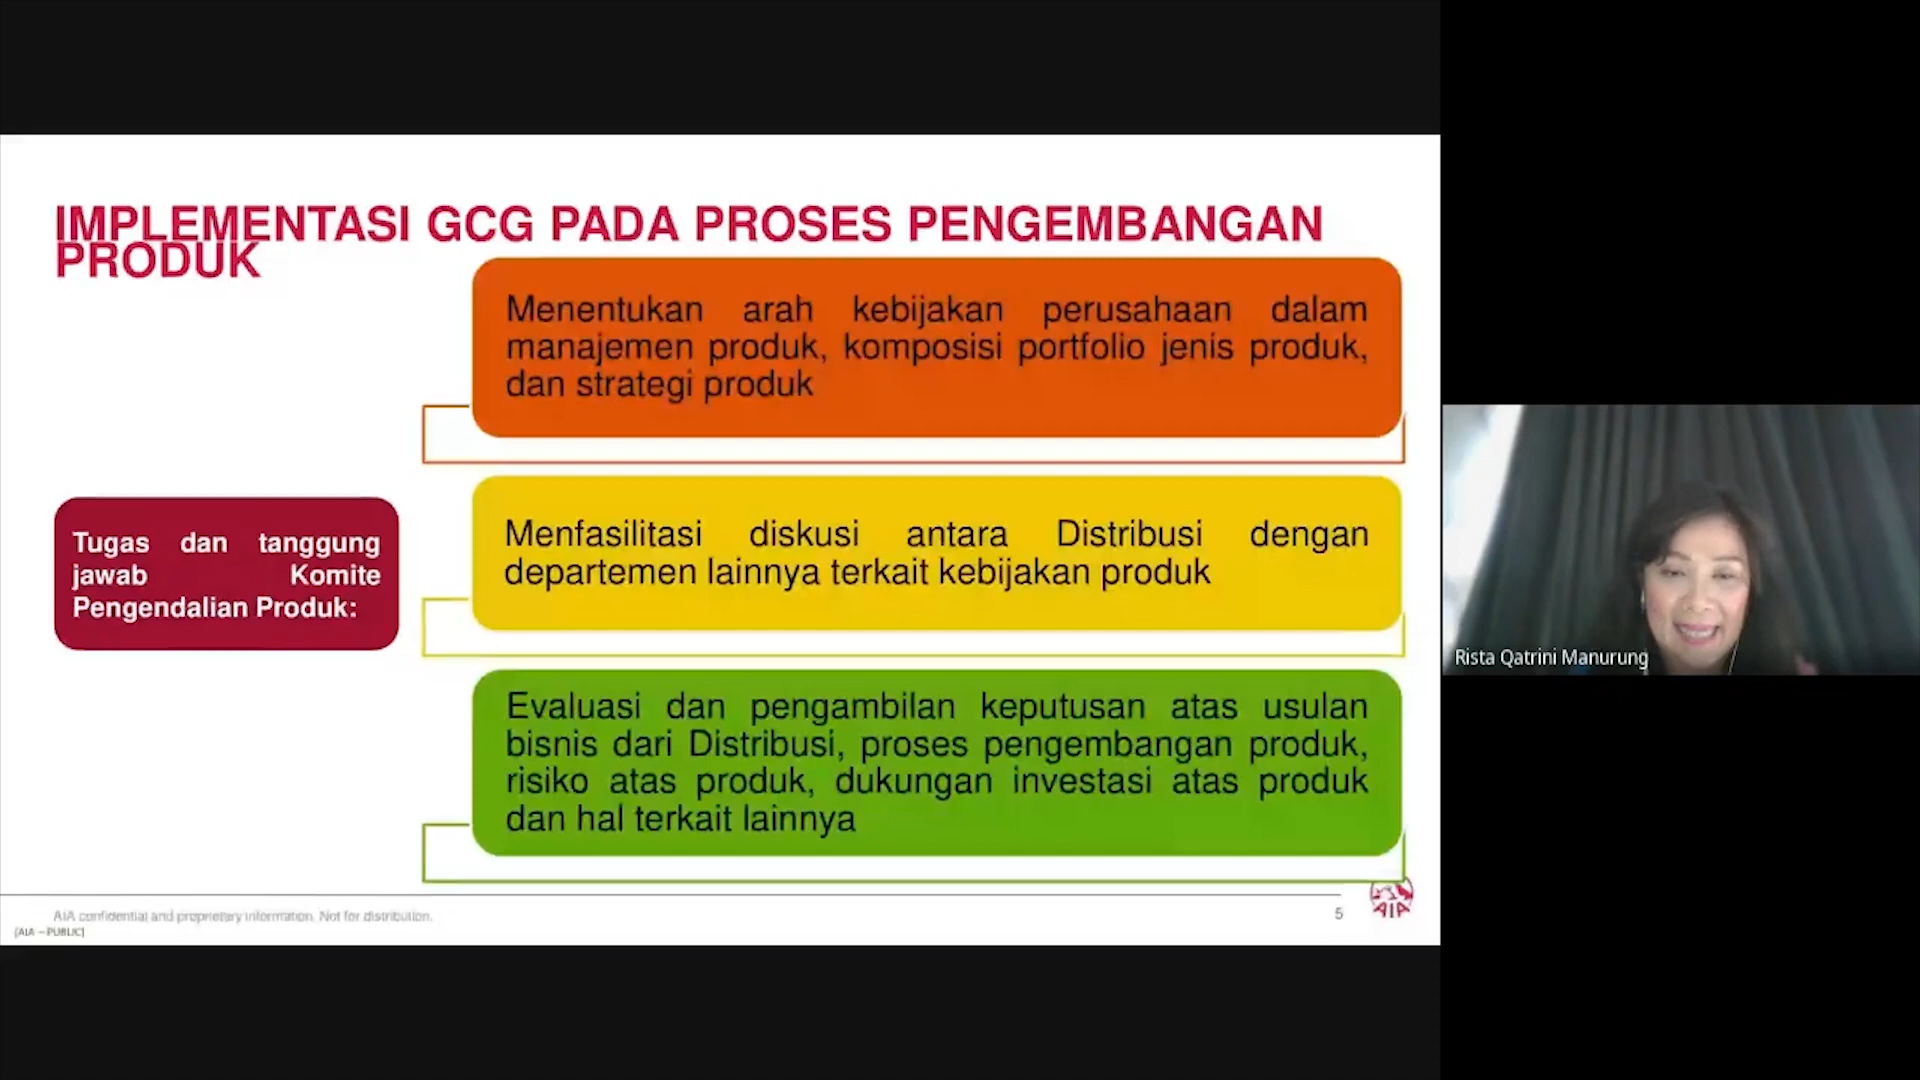 IMPLEMENTASI GCG PADA PROSES PENGEMBANGAN
PRODUK
Menentukan arah kebijakan perusahaan dalam
manajemen produk, komposisi portfolio jenis produk,
dan strategi produk
Tugas dan tanggung
jawab Komite
Pengendalian Produk:
Menfasilitasi diskusi antara Distribusi dengan
departemen lainnya terkait kebijakan produk
Evaluasi dan pengambilan keputusan atas usulan
bisnis dari Distribusi, proses pengembangan produk,
risiko atas produk, dukungan investasi atas produk
dan hal terkait lainnya
AIA confidential and proprietary information. Not for distribution.
[AIA – PUBLIC]
5
AIA
Rista Qatrini Manurung